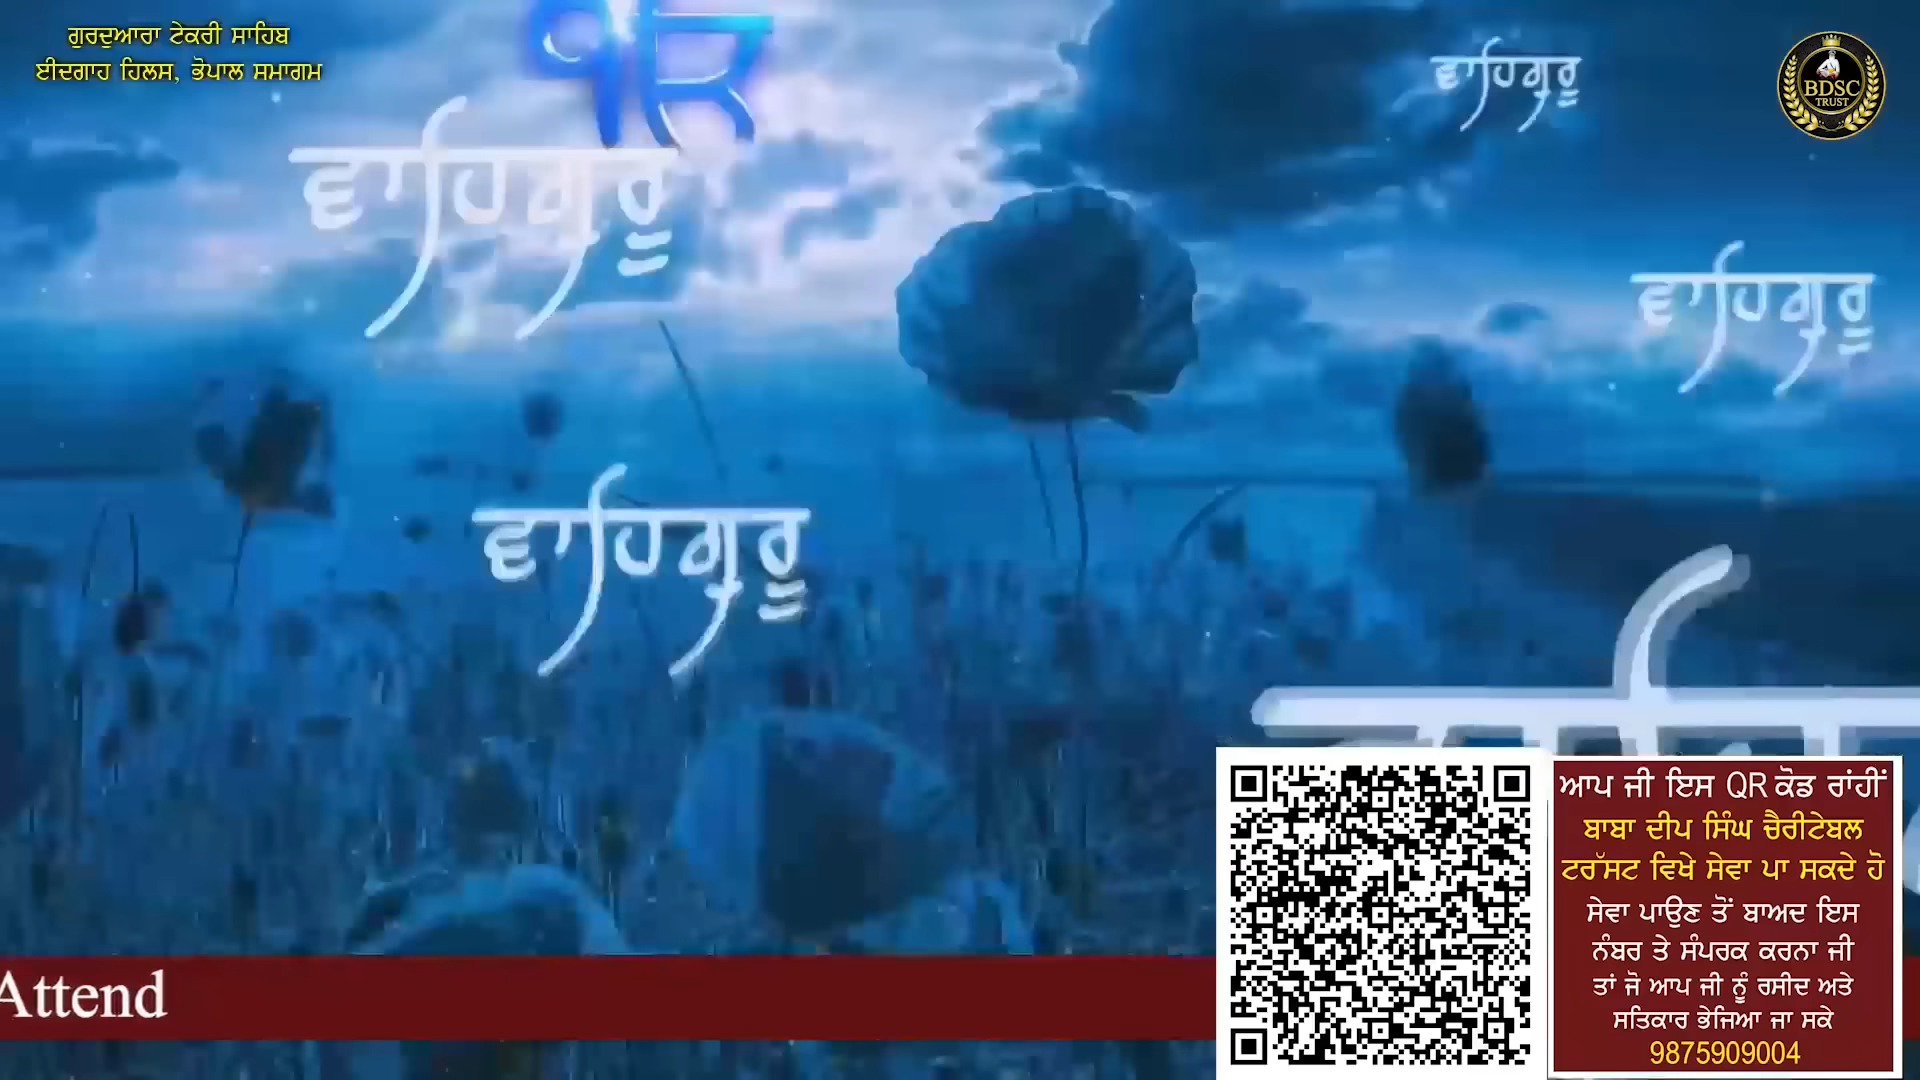 ਗੁਰਦੁਆਰਾ ਟੇਕਰੀ ਸਾਹਿਬ
ਈਦਗਾਹ ਹਿਲਸ, ਭੋਪਾਲ ਸਮਾਗਮ
ੴ
ਵਾਹਿਗੁਰੂ
ਵਾਹਿਗੁਰੂ
BDSC
TRUST
ਵਾਹਿਗੁਰੂ
ਵਾਹਿਗੁਰੂ
Attend
ਆਪ ਜੀ ਇਸ QR ਕੋਡ ਰਾਂਹੀਂ
ਬਾਬਾ ਦੀਪ ਸਿੰਘ ਚੈਰੀਟੇਬਲ
ਟਰੱਸਟ ਵਿਖੇ ਸੇਵਾ ਪਾ ਸਕਦੇ ਹੋ
ਸੇਵਾ ਪਾਉਣ ਤੋਂ ਬਾਅਦ ਇਸ
ਨੰਬਰ ਤੇ ਸੰਪਰਕ ਕਰਨਾ ਜੀ
ਤਾਂ ਜੋ ਆਪ ਜੀ ਨੂੰ ਰਸੀਦ ਅਤੇ
ਸਤਿਕਾਰ ਭੇਜਿਆ ਜਾ ਸਕੇ
9875909004